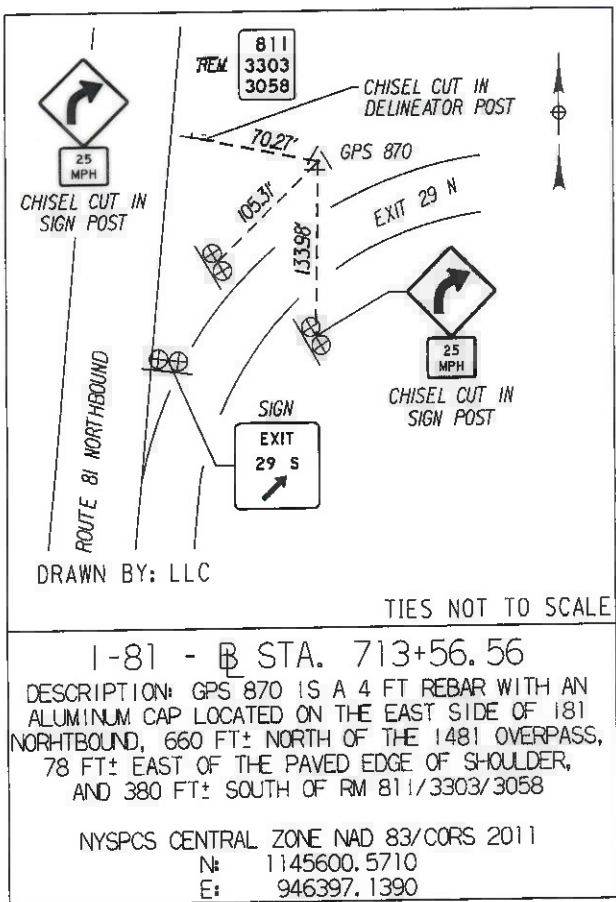 811
REM 3303
3058
CHISEL CUT IN
DELINEATOR POST
25
MPH
CHISEL CUT IN
SIGN POST
70.27'
GPS 870
105.31'
133.98'
EXIT 29 N
25
MPH
CHISEL CUT IN
SIGN POST
ROUTE 81 NORTHBOUND
SIGN
EXIT
29 S
DRAWN BY: LLC
TIES NOT TO SCALE
I-81 - BL STA. 713+56.56
DESCRIPTION: GPS 870 IS A 4 FT REBAR WITH AN
ALUMINUM CAP LOCATED ON THE EAST SIDE OF I81
NORHTBOUND, 660 FT± NORTH OF THE I481 OVERPASS,
78 FT± EAST OF THE PAVED EDGE OF SHOULDER,
AND 380 FT± SOUTH OF RM 811/3303/3058
NYSPCS CENTRAL ZONE NAD 83/CORS 2011
N: 1145600.5710
E: 946397.1390